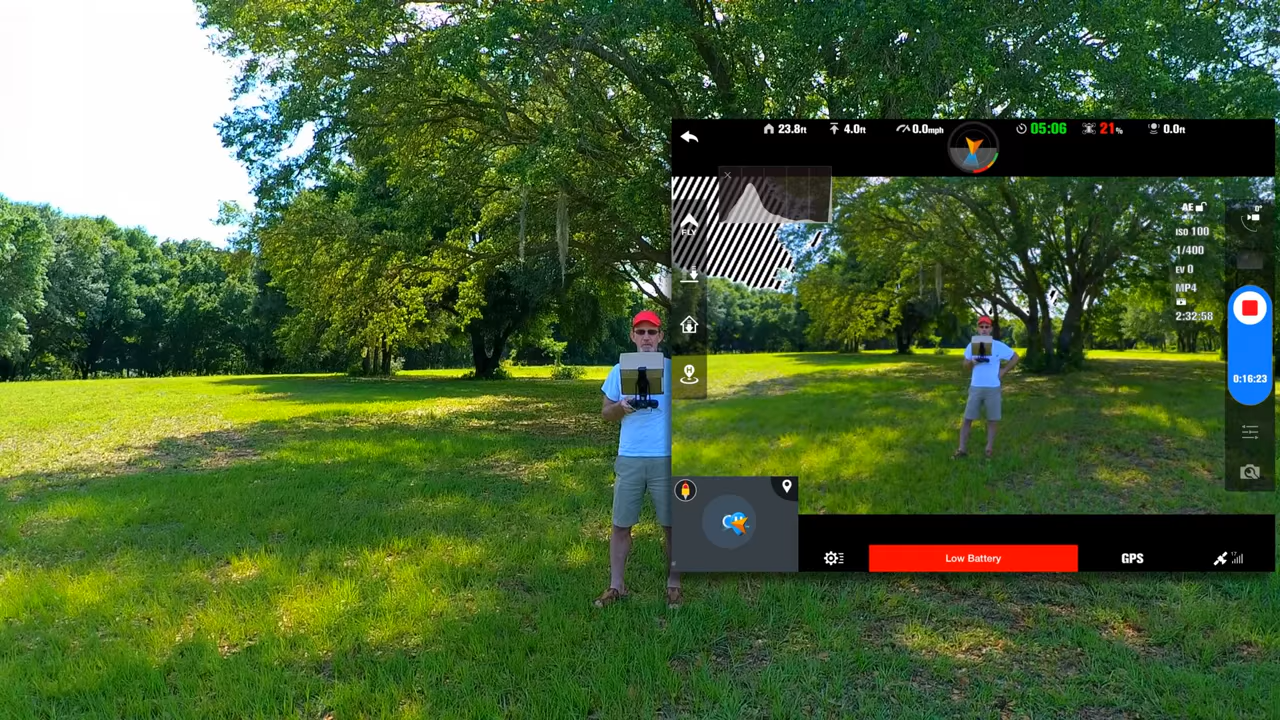 23.8ft 4.0ft 0.0mph 05:06 21% 0.0ft
FLY
AE
ISO 100
1/400
EV 0
MP4
2:32:58
H
0:16:23
Low Battery
GPS
17